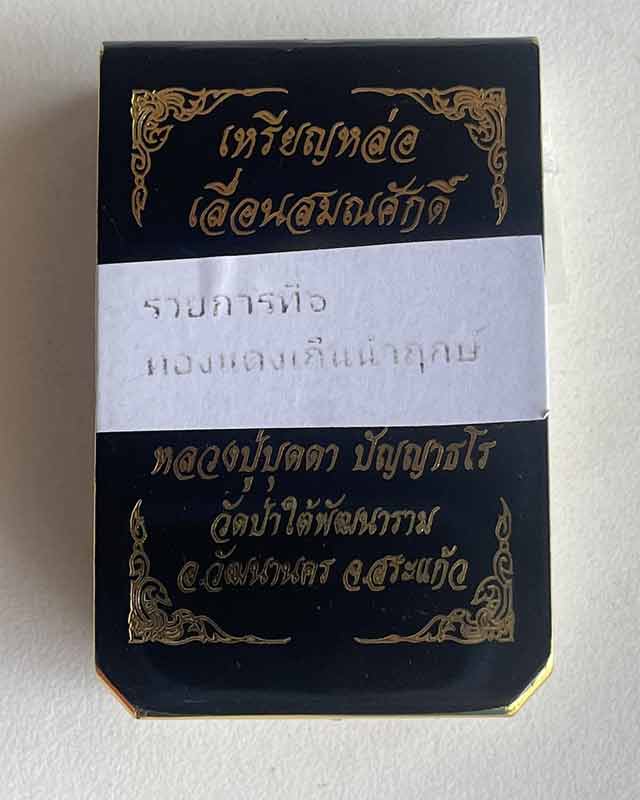 เหรียญหล่อ
เลื่อนสมณศักดิ์
รายการที่๑
ทองแดงเถื่อนนำฤกษ์
หลวงปู่บุดดา ปัญญาธโร
วัดป่าใต้พัฒนาราม
อ.วัฒนานคร จ.สระแก้ว